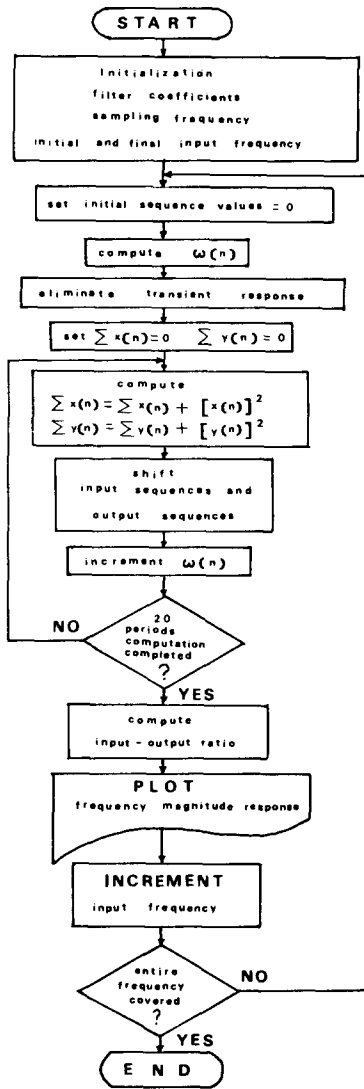 START
Initialization
filter coefficients
sampling frequency
initial and final input frequency
set initial sequence values = 0
compute ω(n)
eliminate transient response
set ∑ x(n)=0 ∑ y(n) = 0
compute
∑ x(n) = ∑ x(n) + [x(n)]²
∑ y(n) = ∑ y(n) + [y(n)]²
shift
input sequences and
output sequences
increment ω(n)
NO
20
periods
computation
completed
?
YES
compute
input-output ratio
PLOT
frequency magnitude response
INCREMENT
input frequency
entire
frequency
covered
?
NO
YES
END